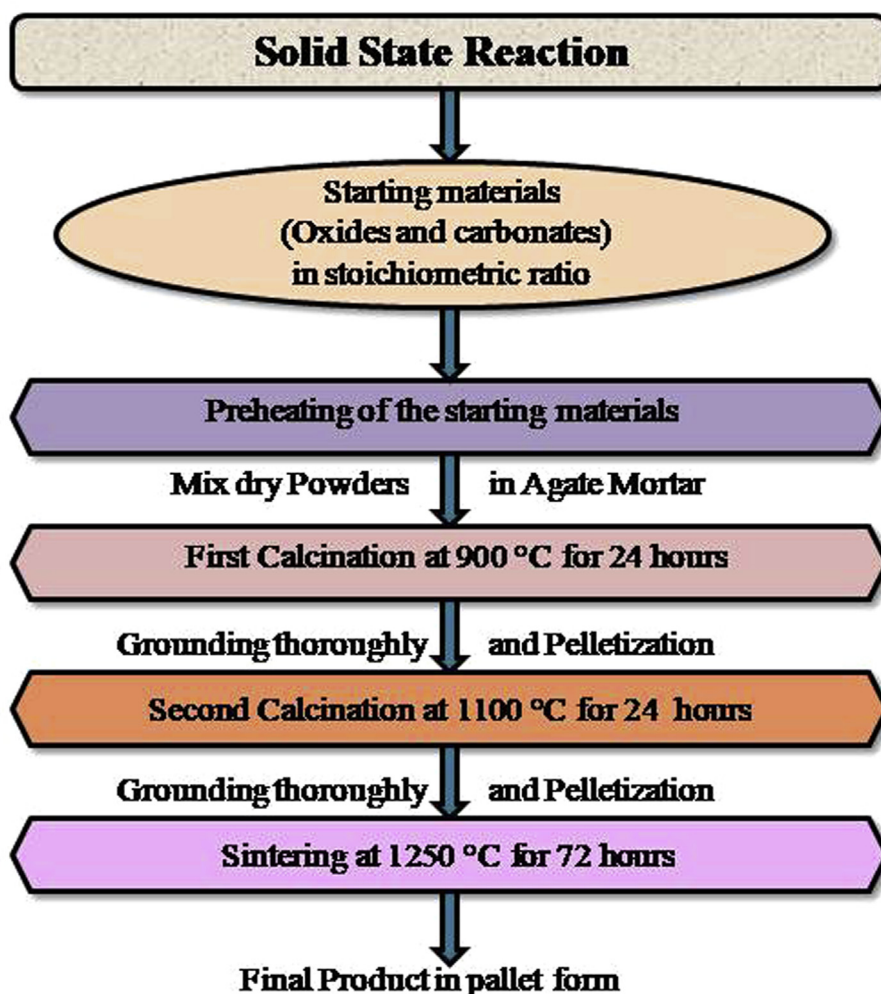 Solid State Reaction
Starting materials
(Oxides and carbonates)
in stoichiometric ratio
Preheating of the starting materials
Mix dry Powders in Agate Mortar
First Calcination at 900 °C for 24 hours
Grounding thoroughly and Pelletization
Second Calcination at 1100 °C for 24 hours
Grounding thoroughly and Pelletization
Sintering at 1250 °C for 72 hours
Final Product in pallet form